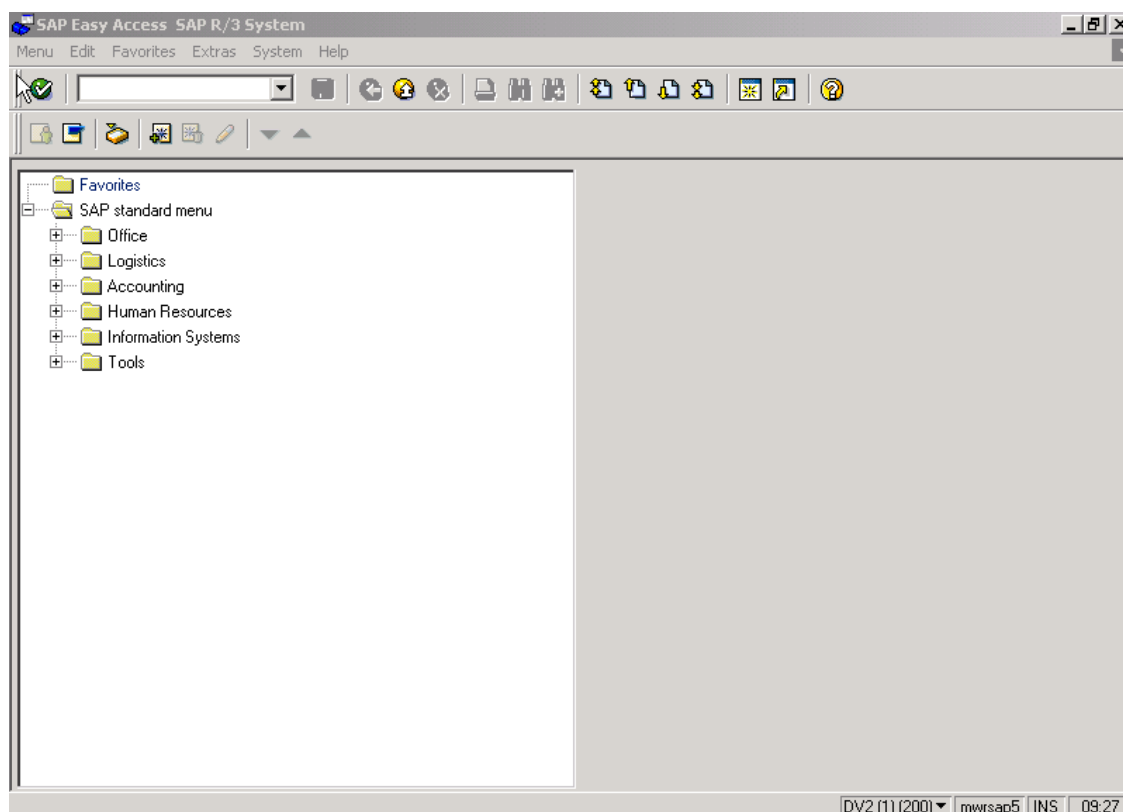 SAP Easy Access  SAP R/3 System
Menu Edit Favorites Extras System Help
Favorites
SAP standard menu
Office
Logistics
Accounting
Human Resources
Information Systems
Tools
DV2 (1) (200) mwrsap5 INS 09:27